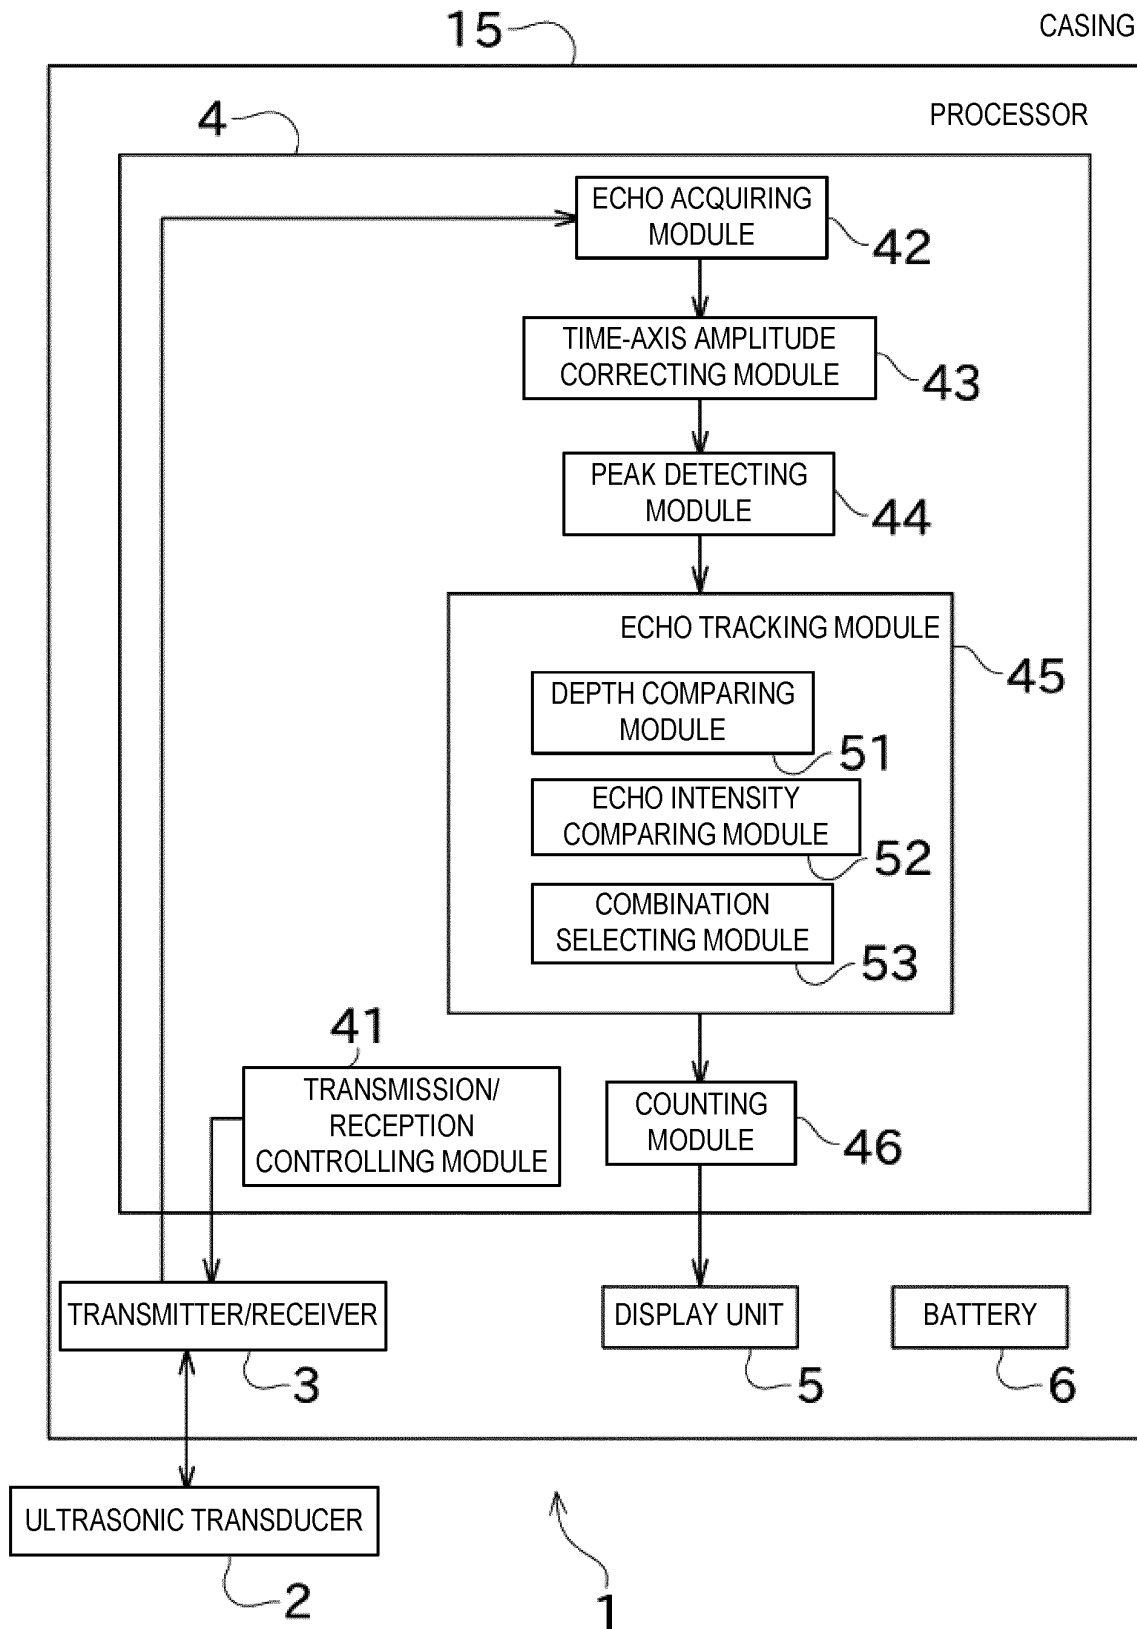 CASING
15
PROCESSOR
4
ECHO ACQUIRING
MODULE
42
TIME-AXIS AMPLITUDE
CORRECTING MODULE
43
PEAK DETECTING
MODULE
44
ECHO TRACKING MODULE
45
DEPTH COMPARING
MODULE
51
ECHO INTENSITY
COMPARING MODULE
52
COMBINATION
SELECTING MODULE
53
41
TRANSMISSION/
RECEPTION
CONTROLLING MODULE
COUNTING
MODULE
46
TRANSMITTER/RECEIVER
3
DISPLAY UNIT
5
BATTERY
6
ULTRASONIC TRANSDUCER
2
1